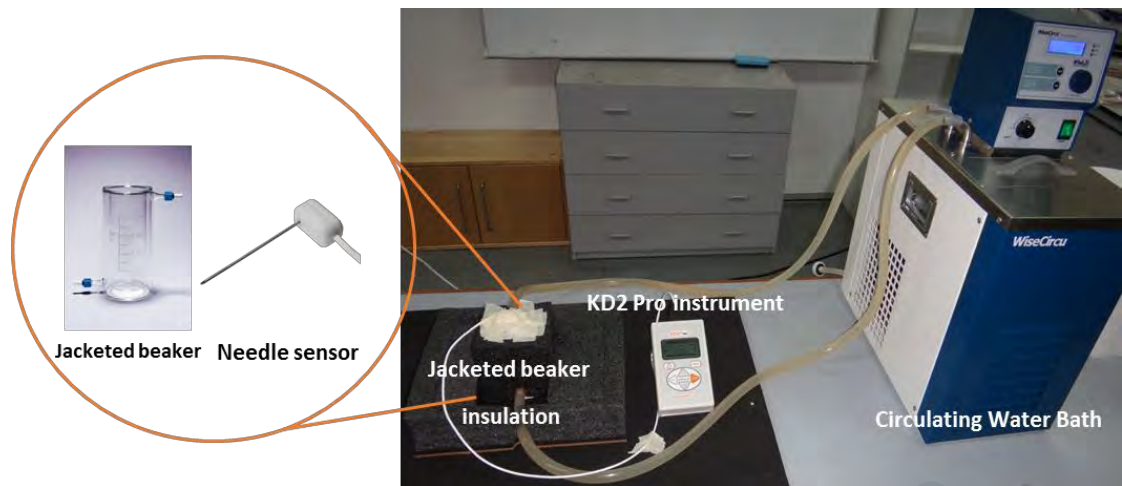 WiseCircu
WiseCircu
KD2 Pro instrument
Jacketed beaker
Needle sensor
Jacketed beaker
insulation
Circulating Water Bath